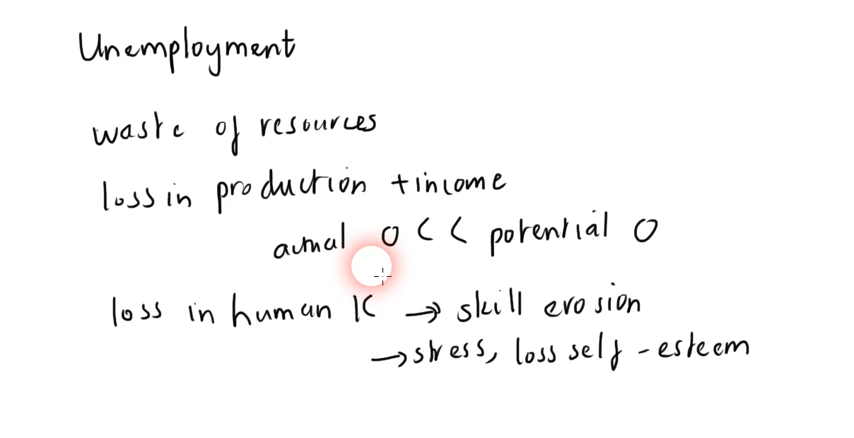 Unemployment
waste of resources
loss in production + income
actual O << potential O
loss in human K → skill erosion
→ stress, loss self-esteem